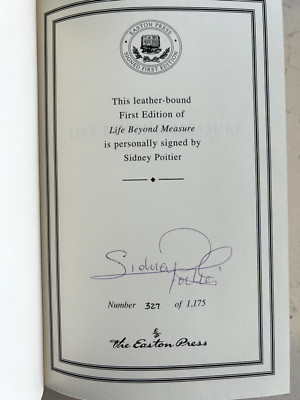 EASTON PRESS
SIGNED FIRST EDITION
This leather-bound
First Edition of
Life Beyond Measure
is personally signed by
Sidney Poitier
Sidney Poitier
Number 327 of 1,175
The Easton Press